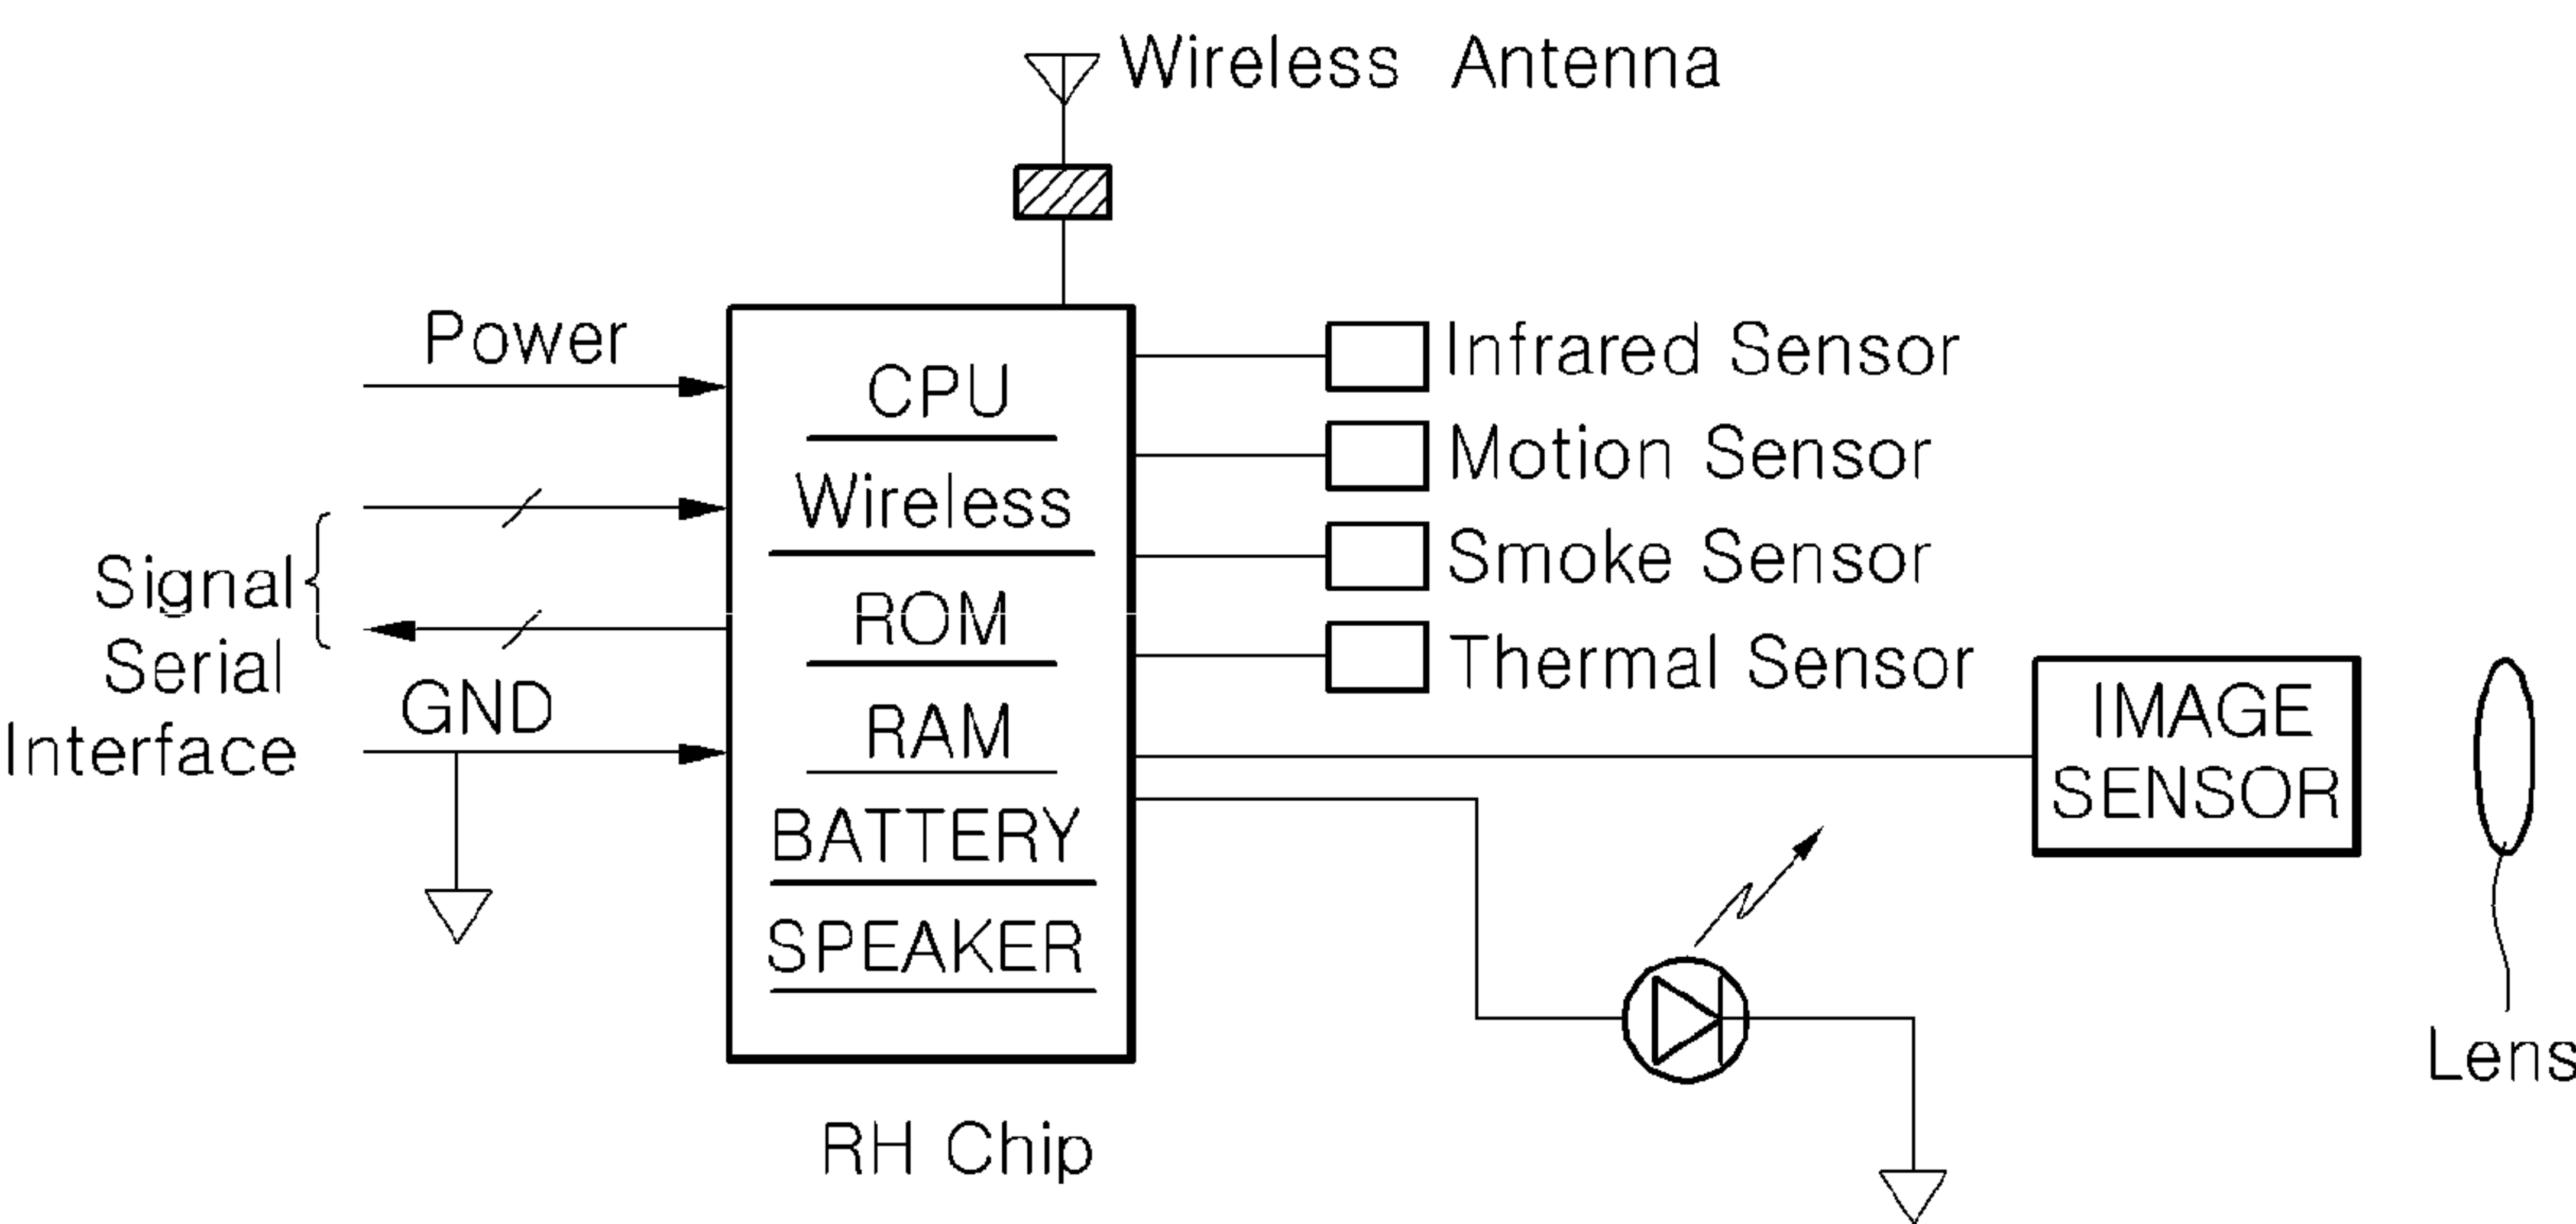 Wireless Antenna
Power
Signal
Serial
Interface
GND
CPU
Wireless
ROM
RAM
BATTERY
SPEAKER
RH Chip
Infrared Sensor
Motion Sensor
Smoke Sensor
Thermal Sensor
IMAGE
SENSOR
Lens